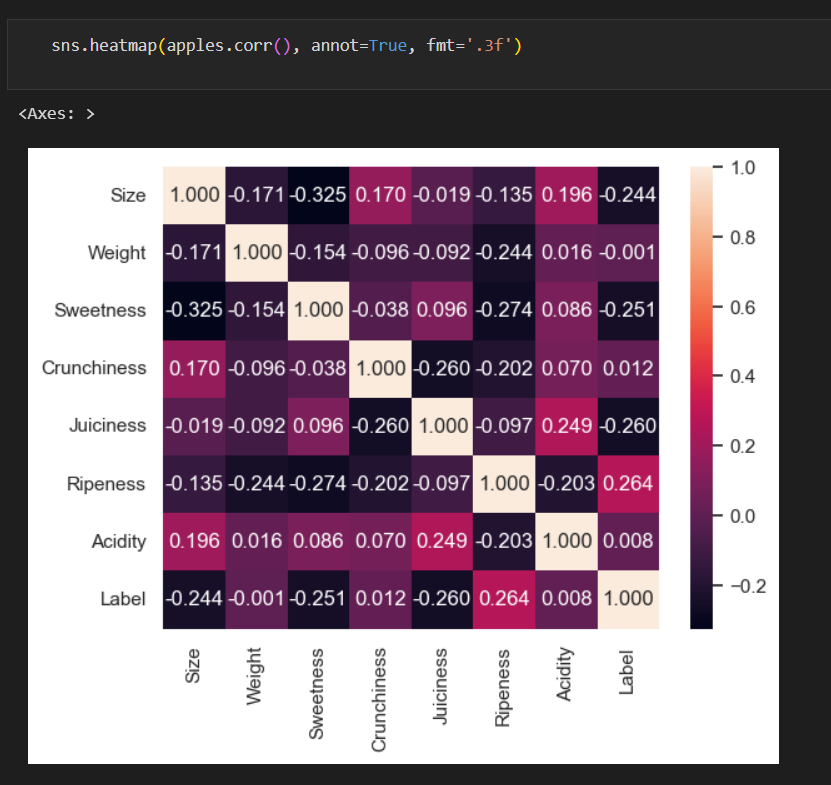 sns.heatmap(apples.corr(), annot=True, fmt='.3f')
<Axes: >
Size 1.000 -0.171 -0.325 0.170 -0.019 -0.135 0.196 -0.244
Weight -0.171 1.000 -0.154 -0.096 -0.092 -0.244 0.016 -0.001
Sweetness -0.325 -0.154 1.000 -0.038 0.096 -0.274 0.086 -0.251
Crunchiness 0.170 -0.096 -0.038 1.000 -0.260 -0.202 0.070 0.012
Juiciness -0.019 -0.092 0.096 -0.260 1.000 -0.097 0.249 -0.260
Ripeness -0.135 -0.244 -0.274 -0.202 -0.097 1.000 -0.203 0.264
Acidity 0.196 0.016 0.086 0.070 0.249 -0.203 1.000 0.008
Label -0.244 -0.001 -0.251 0.012 -0.260 0.264 0.008 1.000
Size Weight Sweetness Crunchiness Juiciness Ripeness Acidity Label
1.0
0.8
0.6
0.4
0.2
0.0
−0.2